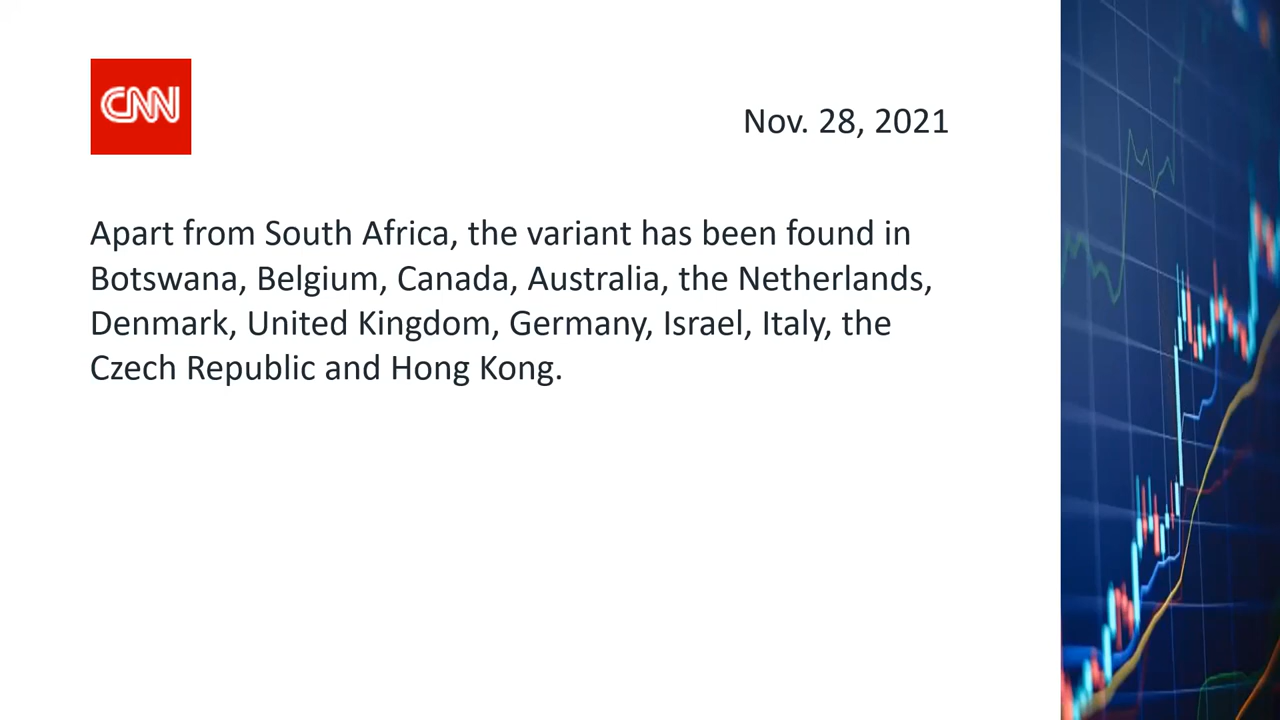 CNN
Nov. 28, 2021
Apart from South Africa, the variant has been found in
Botswana, Belgium, Canada, Australia, the Netherlands,
Denmark, United Kingdom, Germany, Israel, Italy, the
Czech Republic and Hong Kong.